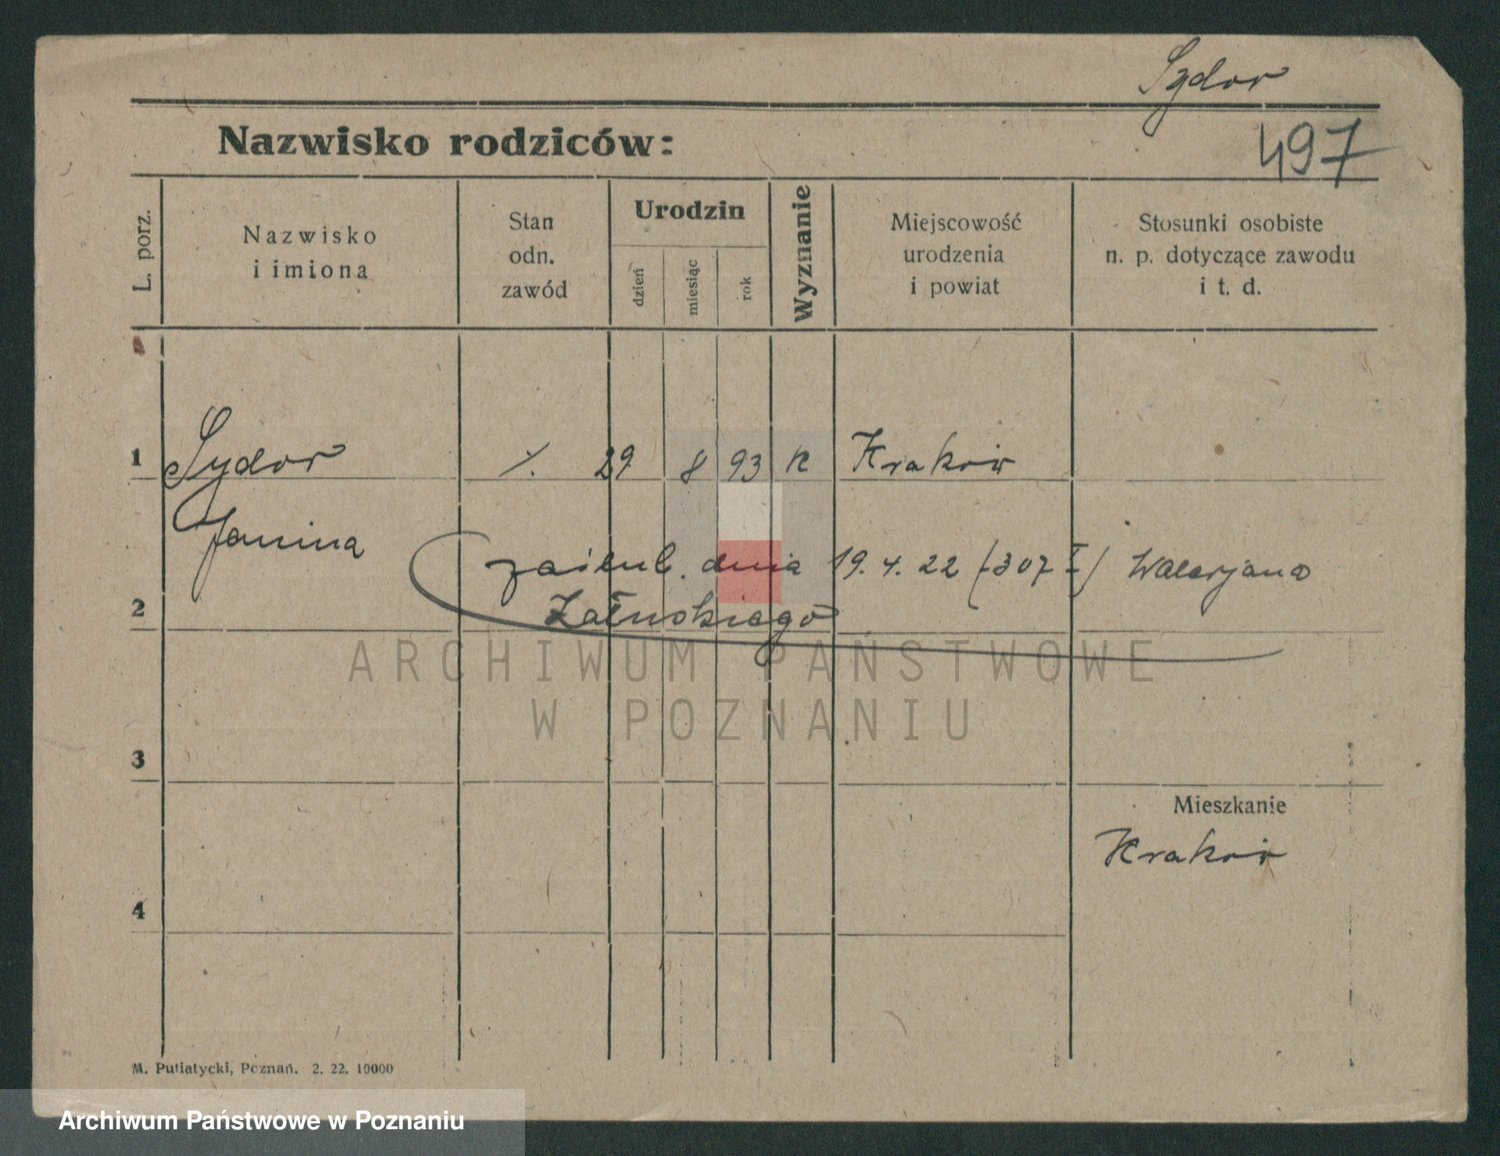 Sydor
Nazwisko rodziców:
497
L. porz.
Nazwisko
i imiona
Stan
odn.
zawód
Urodzin
dzień
miesiąc
rok
Wyznanie
Miejscowość
urodzenia
i powiat
Stosunki osobiste
n. p. dotyczące zawodu
i t. d.
1 Sydor ⁒ 29 8 93 k Kraków
Janina
zaślub. dnia 19.4.22 (307 I) Waleryana
2 Załuskiego
ARCHIWUM PAŃSTWOWE
W POZNANIU
3
Mieszkanie
Kraków
4
M. Putiatycki, Poznań. 2. 22. 10000
Archiwum Państwowe w Poznaniu